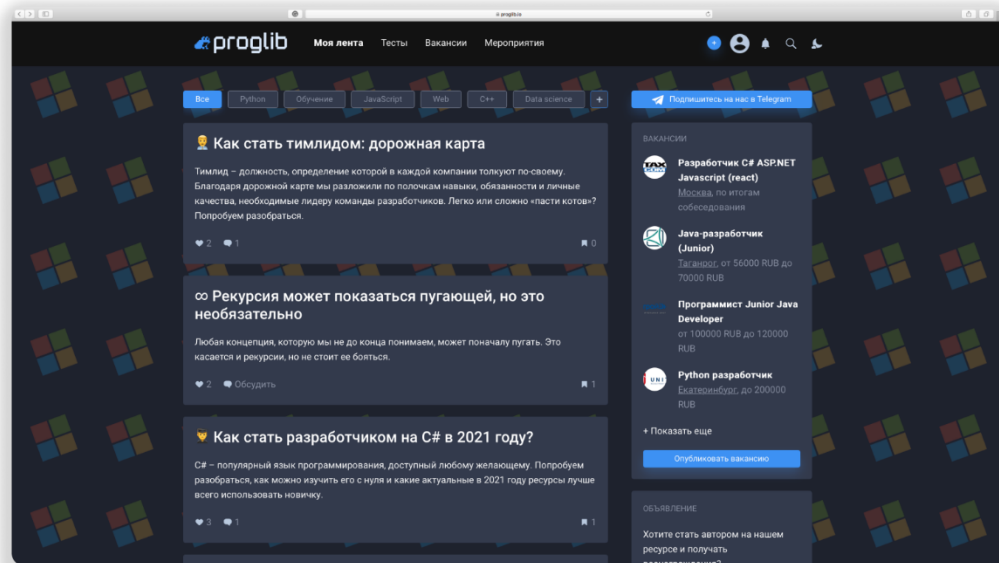 proglib.io
proglib
Моя лента
Тесты
Вакансии
Мероприятия
Все
Python
Обучение
JavaScript
Web
C++
Data science
+
Подпишитесь на нас в Telegram
Как стать тимлидом: дорожная карта
Тимлид – должность, определение которой в каждой компании толкуют по-своему.
Благодаря дорожной карте мы разложили по полочкам навыки, обязанности и личные
качества, необходимые лидеру команды разработчиков. Легко или сложно «пасти котов»?
Попробуем разобраться.
2
1
0
∞ Рекурсия может показаться пугающей, но это
необязательно
Любая концепция, которую мы не до конца понимаем, может поначалу пугать. Это
касается и рекурсии, но не стоит ее бояться.
2
Обсудить
1
Как стать разработчиком на C# в 2021 году?
C# – популярный язык программирования, доступный любому желающему. Попробуем
разобраться, как можно изучить его с нуля и какие актуальные в 2021 году ресурсы лучше
всего использовать новичку.
3
1
1
ВАКАНСИИ
Разработчик C# ASP.NET
Javascript (react)
Москва, по итогам
собеседования
Java-разработчик
(Junior)
Таганрог, от 56000 RUB до
70000 RUB
Программист Junior Java
Developer
от 100000 RUB до 120000
RUB
UNI
Python разработчик
Екатеринбург, до 200000
RUB
+ Показать еще
Опубликовать вакансию
ОБЪЯВЛЕНИЕ
Хотите стать автором на нашем
ресурсе и получать